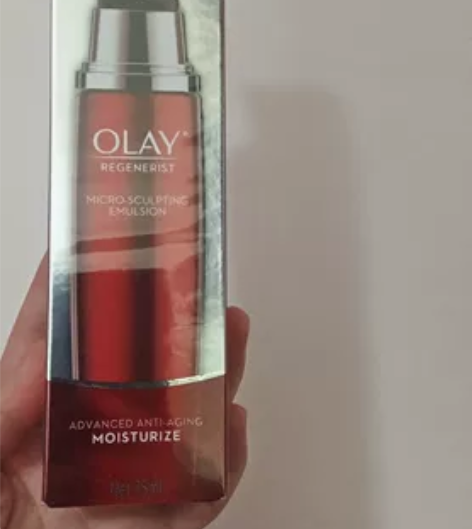 OLAY
REGENERIST
MICRO-SCULPTING
EMULSION
ADVANCED ANTI-AGING
MOISTURIZE